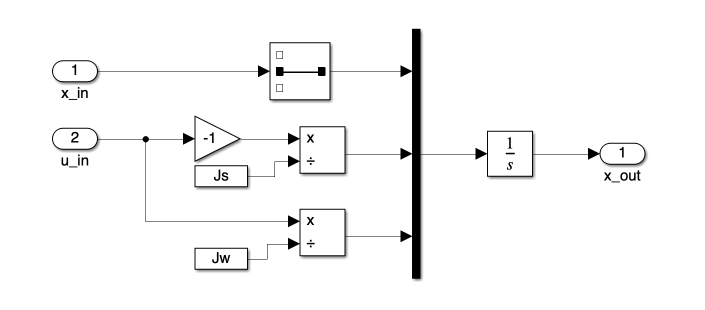 1
x_in
2
u_in
-1
x
÷
Js
x
÷
Jw
1
s
1
x_out